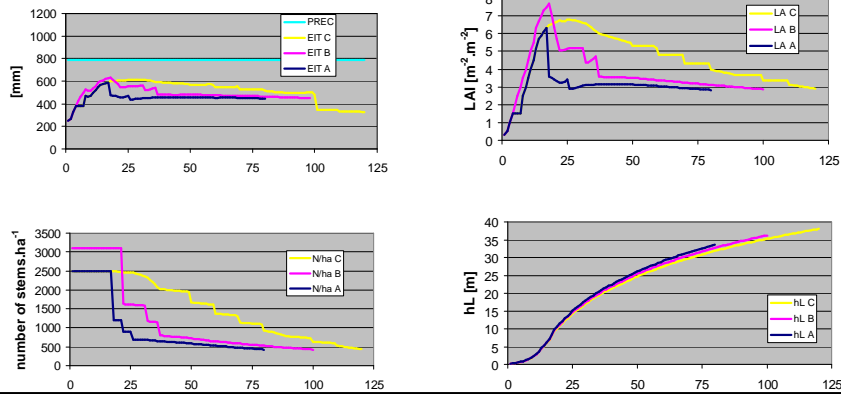 1200
1000
800
600
400
200
0
[mm]
PREC
EIT C
EIT B
EIT A
0 25 50 75 100 125
8
7
6
5
4
3
2
1
0
LAI [m-2.m-2]
LA C
LA B
LA A
0 25 50 75 100 125
3500
3000
2500
2000
1500
1000
500
0
number of stems.ha-1
N/ha C
N/ha B
N/ha A
0 25 50 75 100 125
40
35
30
25
20
15
10
5
0
hL [m]
hL C
hL B
hL A
0 25 50 75 100 125